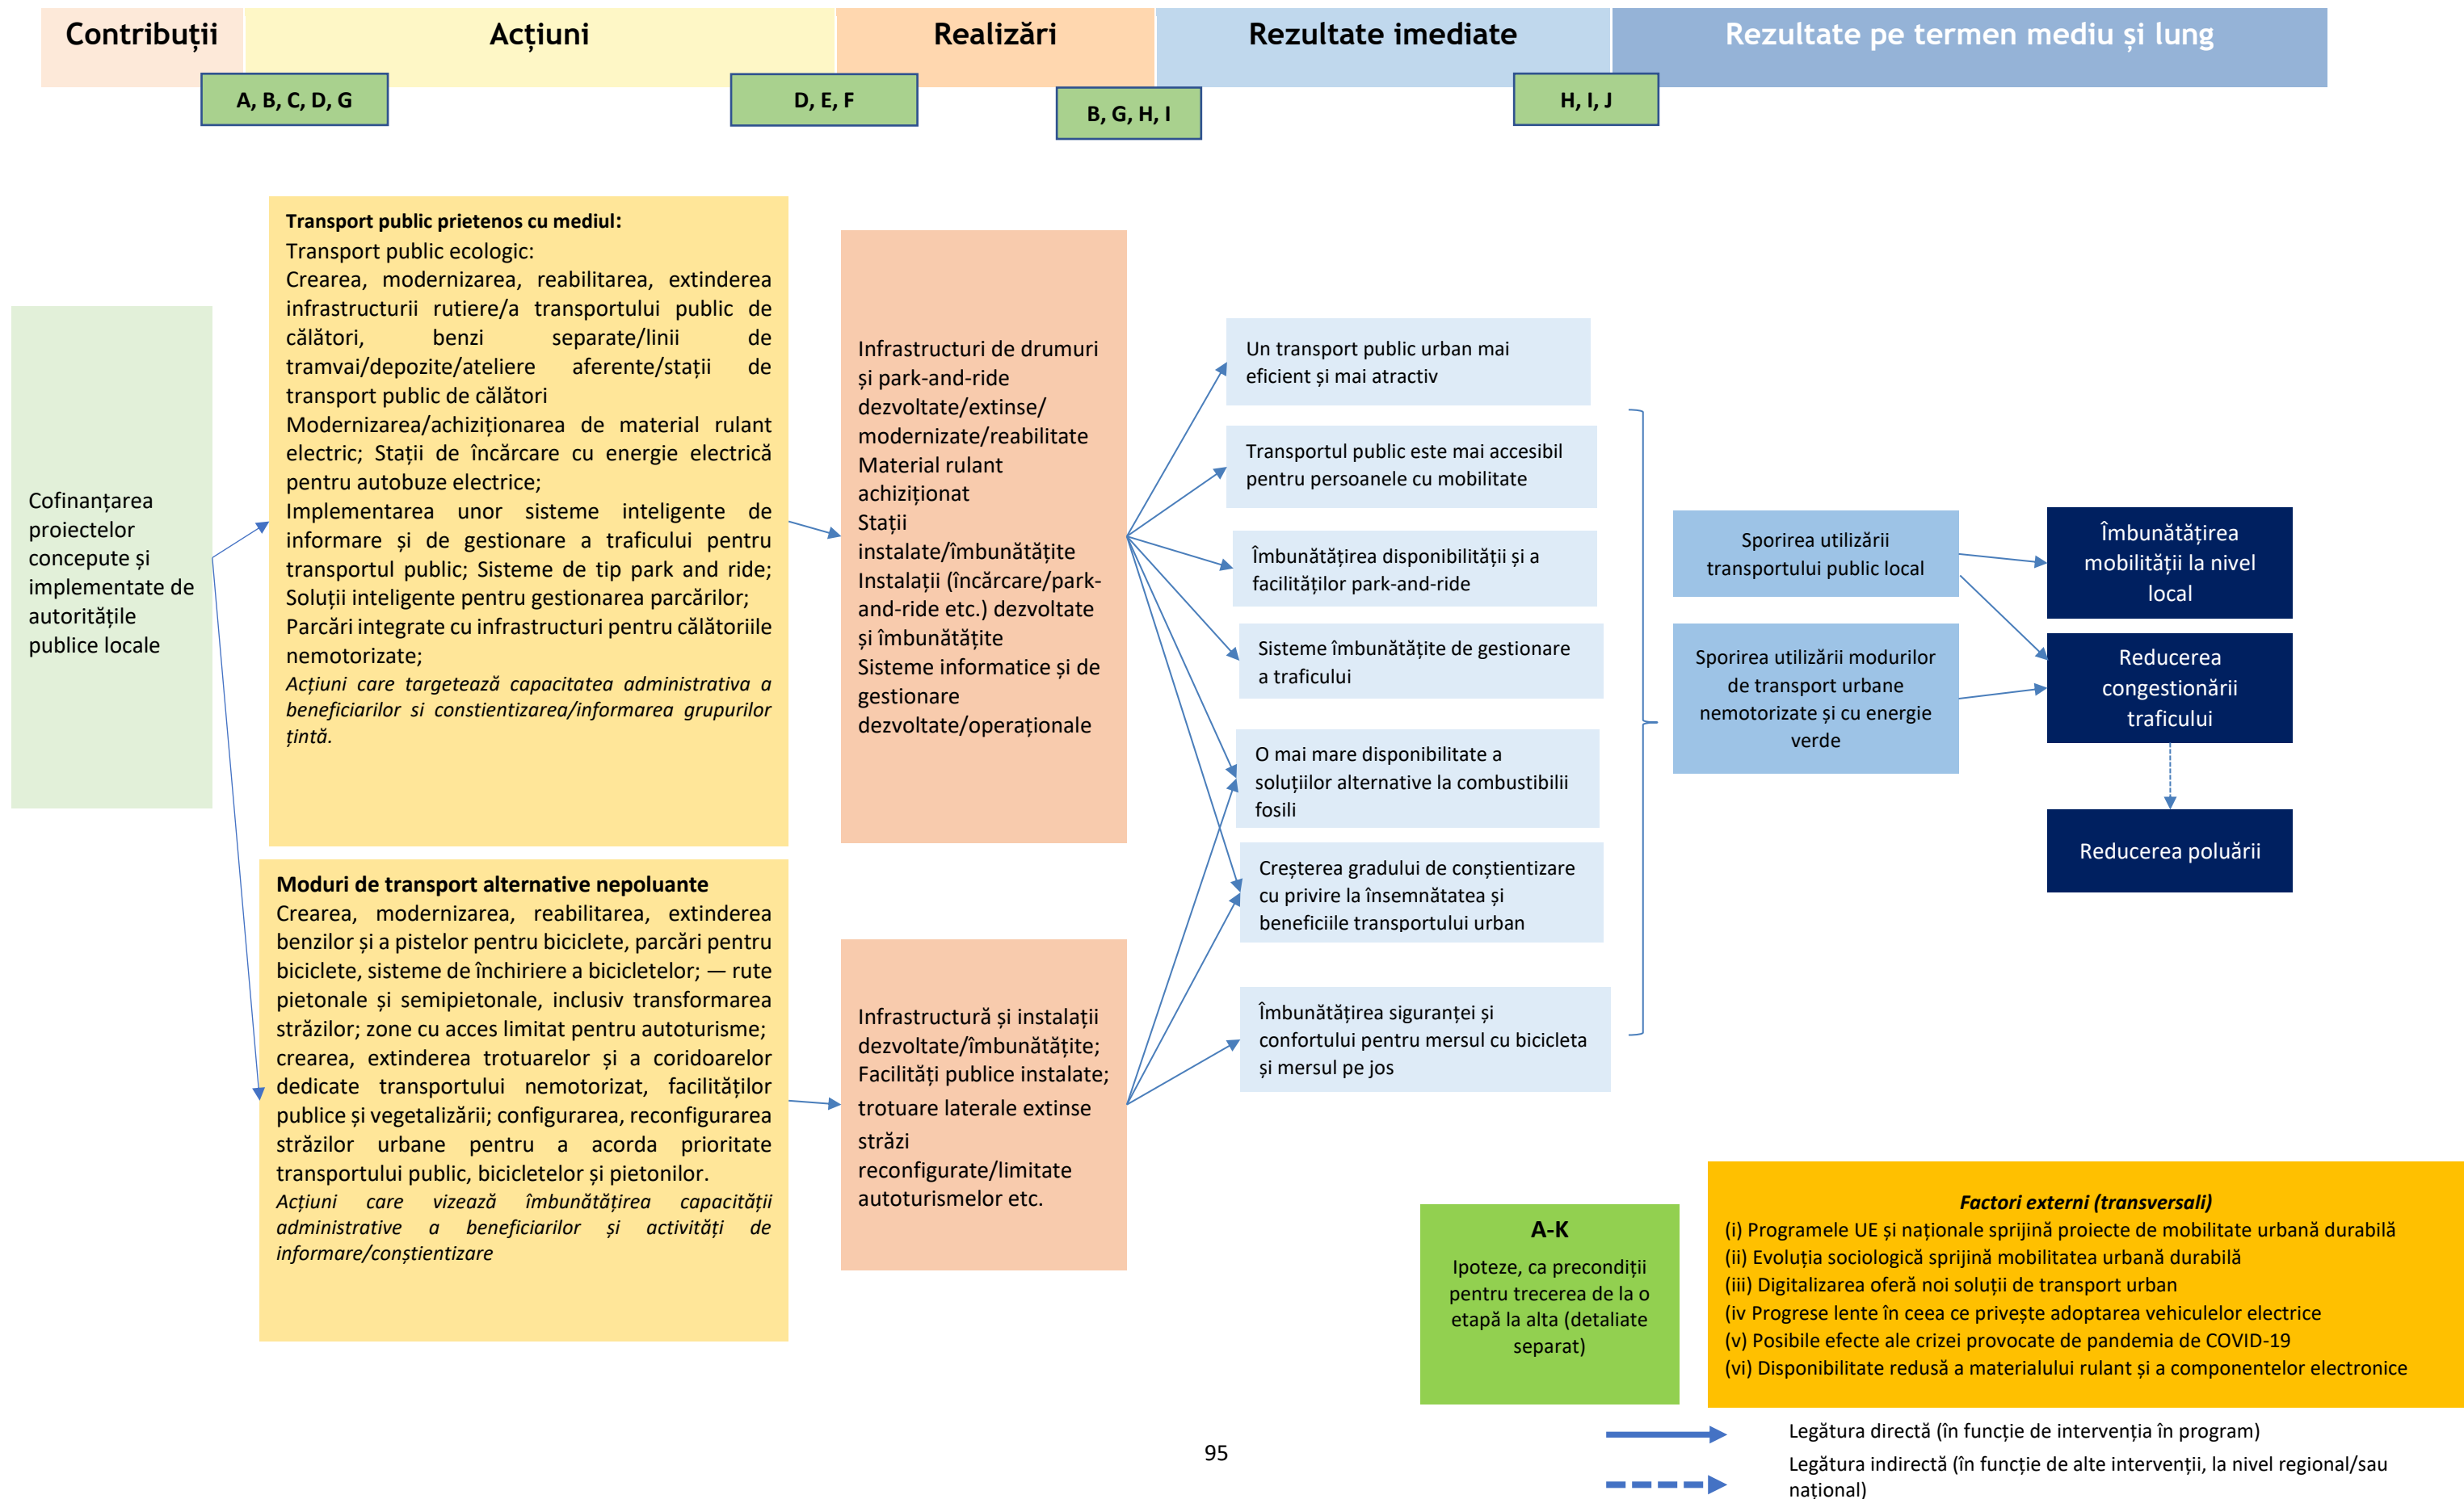 Contribuții
Acțiuni
Realizări
Rezultate imediate
Rezultate pe termen mediu și lung
A, B, C, D, G
D, E, F
B, G, H, I
H, I, J
Cofinanțarea
proiectelor
concepute și
implementate de
autoritățile
publice locale
Transport public prietenos cu mediul:
Transport public ecologic:
Crearea, modernizarea, reabilitarea, extinderea
infrastructurii rutiere/a transportului public de
călători, benzi separate/linii de
tramvai/depozite/ateliere aferente/stații de
transport public de călători
Modernizarea/achiziționarea de material rulant
electric; Stații de încărcare cu energie electrică
pentru autobuze electrice;
Implementarea unor sisteme inteligente de
informare și de gestionare a traficului pentru
transportul public; Sisteme de tip park and ride;
Soluții inteligente pentru gestionarea parcărilor;
Parcări integrate cu infrastructuri pentru călătoriile
nemotorizate;
Acțiuni care targetează capacitatea administrativa a
beneficiarilor si constientizarea/informarea grupurilor
țintă.
Moduri de transport alternative nepoluante
Crearea, modernizarea, reabilitarea, extinderea
benzilor și a pistelor pentru biciclete, parcări pentru
biciclete, sisteme de închiriere a bicicletelor; — rute
pietonale și semipietonale, inclusiv transformarea
străzilor; zone cu acces limitat pentru autoturisme;
crearea, extinderea trotuarelor și a coridoarelor
dedicate transportului nemotorizat, facilităților
publice și vegetalizării; configurarea, reconfigurarea
străzilor urbane pentru a acorda prioritate
transportului public, bicicletelor și pietonilor.
Acțiuni care vizează îmbunătățirea capacității
administrative a beneficiarilor și activități de
informare/conștientizare
Infrastructuri de drumuri
și park-and-ride
dezvoltate/extinse/
modernizate/reabilitate
Material rulant
achiziționat
Stații
instalate/îmbunătățite
Instalații (încărcare/park-
and-ride etc.) dezvoltate
și îmbunătățite
Sisteme informatice și de
gestionare
dezvoltate/operaționale
Infrastructură și instalații
dezvoltate/îmbunătățite;
Facilități publice instalate;
trotuare laterale extinse
străzi
reconfigurate/limitate
autoturismelor etc.
Un transport public urban mai
eficient și mai atractiv
Transportul public este mai accesibil
pentru persoanele cu mobilitate
Îmbunătățirea disponibilității și a
facilităților park-and-ride
Sisteme îmbunătățite de gestionare
a traficului
O mai mare disponibilitate a
soluțiilor alternative la combustibilii
fosili
Creșterea gradului de conștientizare
cu privire la însemnătatea și
beneficiile transportului urban
Îmbunătățirea siguranței și
confortului pentru mersul cu bicicleta
și mersul pe jos
Sporirea utilizării
transportului public local
Sporirea utilizării modurilor
de transport urbane
nemotorizate și cu energie
verde
Îmbunătățirea
mobilității la nivel
local
Reducerea
congestionării
traficului
Reducerea poluării
A-K
Ipoteze, ca precondiții
pentru trecerea de la o
etapă la alta (detaliate
separat)
Factori externi (transversali)
(i) Programele UE și naționale sprijină proiecte de mobilitate urbană durabilă
(ii) Evoluția sociologică sprijină mobilitatea urbană durabilă
(iii) Digitalizarea oferă noi soluții de transport urban
(iv Progrese lente în ceea ce privește adoptarea vehiculelor electrice
(v) Posibile efecte ale crizei provocate de pandemia de COVID-19
(vi) Disponibilitate redusă a materialului rulant și a componentelor electronice
Legătura directă (în funcție de intervenția în program)
Legătura indirectă (în funcție de alte intervenții, la nivel regional/sau
național)
95